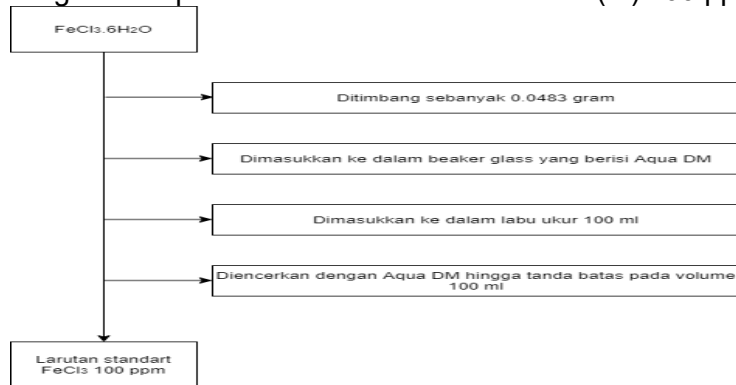 FeCl3.6H2O
Ditimbang sebanyak 0.0483 gram
Dimasukkan ke dalam beaker glass yang berisi Aqua DM
Dimasukkan ke dalam labu ukur 100 ml
Diencerkan dengan Aqua DM hingga tanda batas pada volume
100 ml
Larutan standart
FeCl3 100 ppm